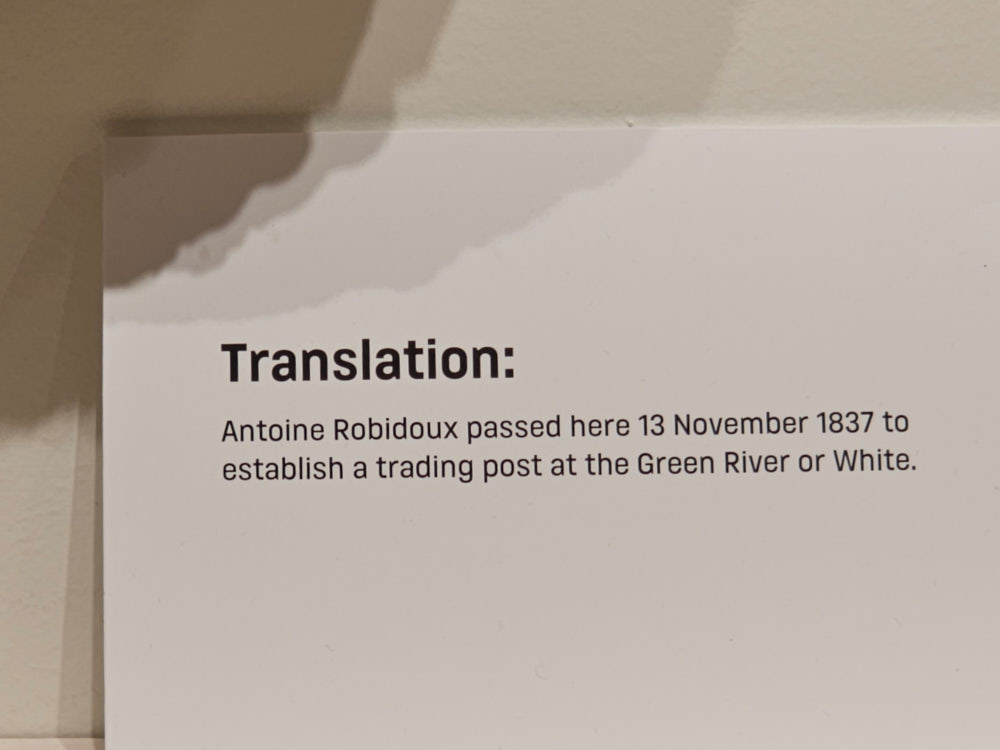 Translation:
Antoine Robidoux passed here 13 November 1837 to
establish a trading post at the Green River or White.